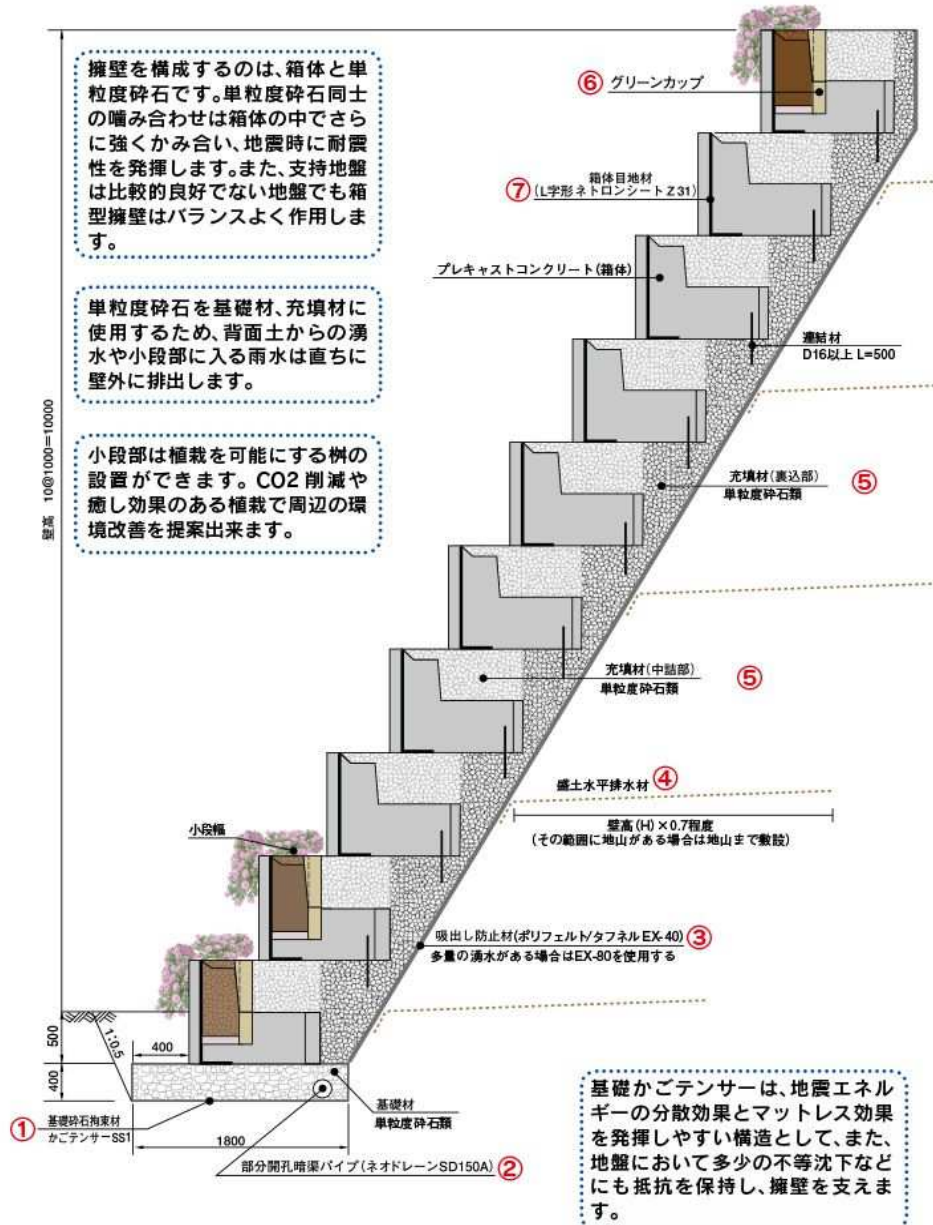 擁壁を構成するのは、箱体と単
粒度砕石です。単粒度砕石同士
の噛み合わせは箱体の中でさら
に強くかみ合い、地震時に耐震
性を発揮します。また、支持地盤
は比較的良好でない地盤でも箱
型擁壁はバランスよく作用しま
す。
⑥ グリーンカップ
箱体目地材
⑦ (L字形ネトロンシートZ31)
プレキャストコンクリート(箱体)
単粒度砕石を基礎材、充填材に
使用するため、背面土からの湧
水や小段部に入る雨水は直ちに
壁外に排出します。
連結材
D16以上 L=500
壁高 10@1000=10000
小段部は植栽を可能にする桝の
設置ができます。CO2削減や
癒し効果のある植栽で周辺の環
境改善を提案出来ます。
充填材(裏込部) ⑤
単粒度砕石類
充填材(中詰部) ⑤
単粒度砕石類
盛土水平排水材 ④
壁高(H)×0.7程度
(その範囲に地山がある場合は地山まで敷設)
小段幅
吸出し防止材(ポリフェルト/タフネルEX-40) ③
多量の湧水がある場合はEX-80を使用する
500
1:0.5
400
400
① 基礎砕石拘束材
かごテンサーSS1
1800
基礎材
単粒度砕石類
部分開孔暗渠パイプ(ネオドレーンSD150A) ②
基礎かごテンサーは、地震エネル
ギーの分散効果とマットレス効果
を発揮しやすい構造として、また、
地盤において多少の不等沈下など
にも抵抗を保持し、擁壁を支えま
す。